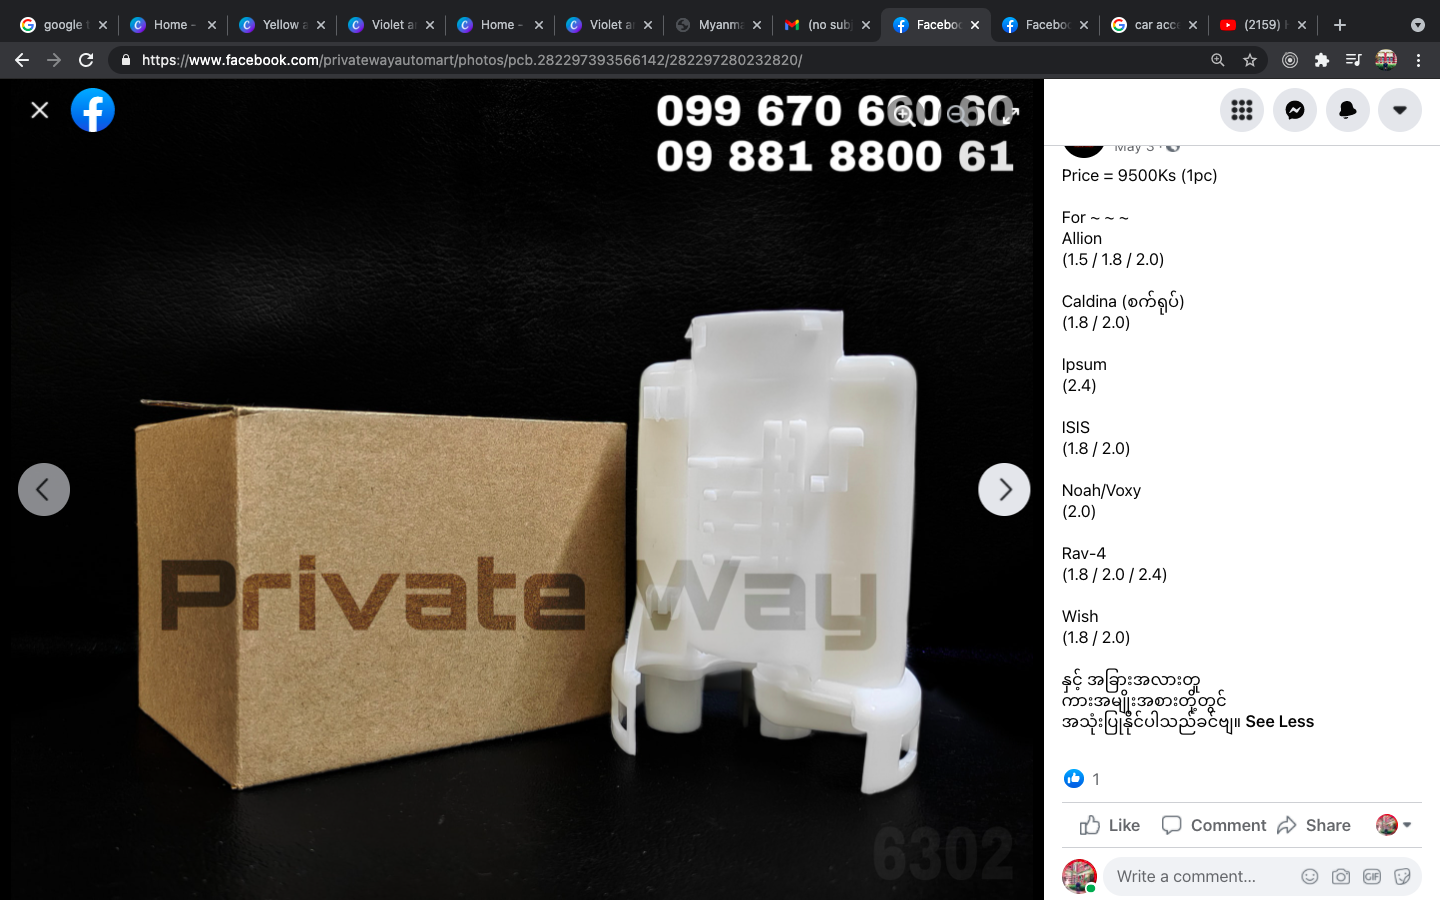 google t
Home -
Yellow a
Violet a
Home -
Violet a
Myanm
(no sub
Facebo
Facebo
car acc
(2159)
https://www.facebook.com/privatewayautomart/photos/pcb.282297393566142/282297280232820/
099 670 660 60
09 881 8800 61
Private Way
6302
May 3 ·
Price = 9500Ks (1pc)
For ~ ~ ~
Allion
(1.5 / 1.8 / 2.0)
Caldina (စက်ရုပ်)
(1.8 / 2.0)
Ipsum
(2.4)
ISIS
(1.8 / 2.0)
Noah/Voxy
(2.0)
Rav-4
(1.8 / 2.0 / 2.4)
Wish
(1.8 / 2.0)
နှင့် အခြားအလားတူ
ကားအမျိုးအစားတို့တွင်
အသုံးပြုနိုင်ပါသည်ခင်ဗျ။ See Less
1
Like Comment Share
Write a comment...
GIF